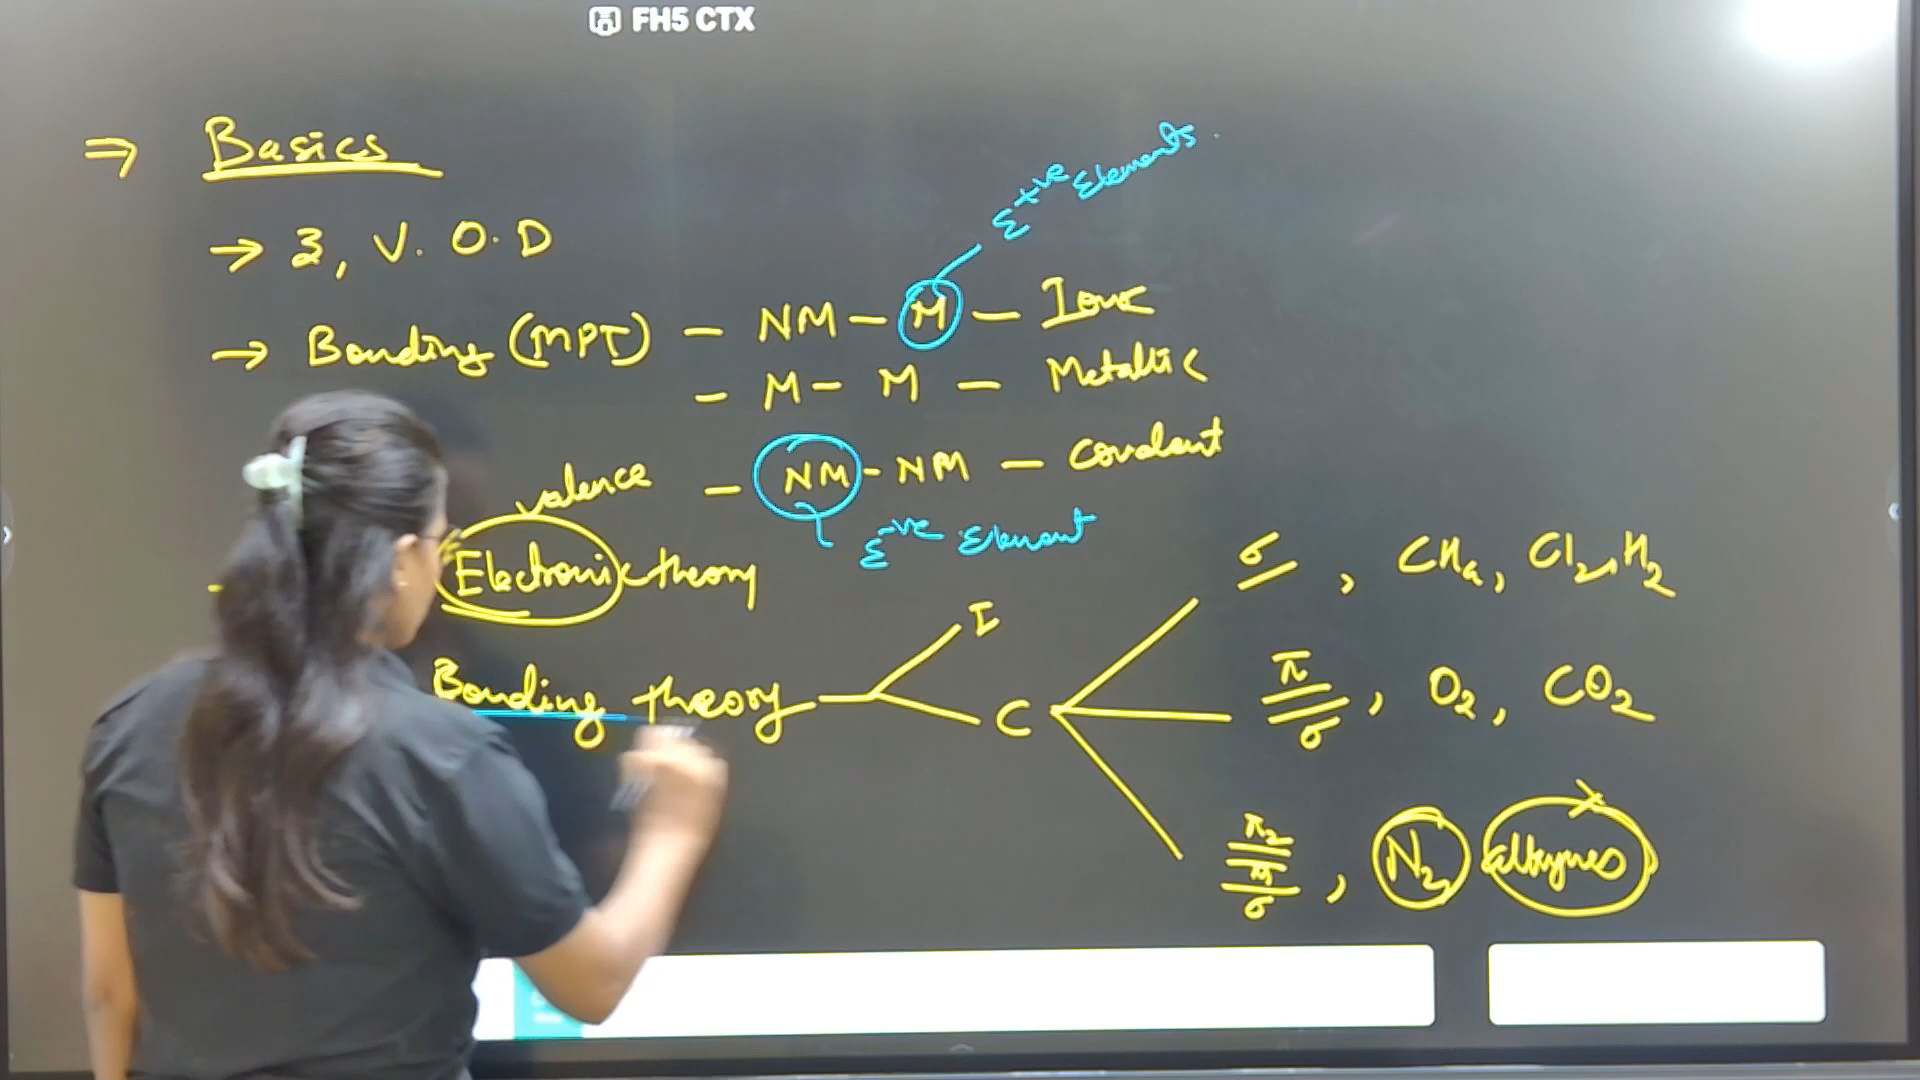 FH5 CTX
⇒ Basics
→ 3, V. O. D
ε+ve Elements.
→ Bonding (MPT) – NM – M – Ionic
– M – M – Metallic
– NM – NM – Covalent
ε-ve Element
valence
Electronic theory
Bonding theory
I
C
σ, CH4, Cl2, H2
π
σ, O2, CO2
π2
π1
σ, N2, alkynes